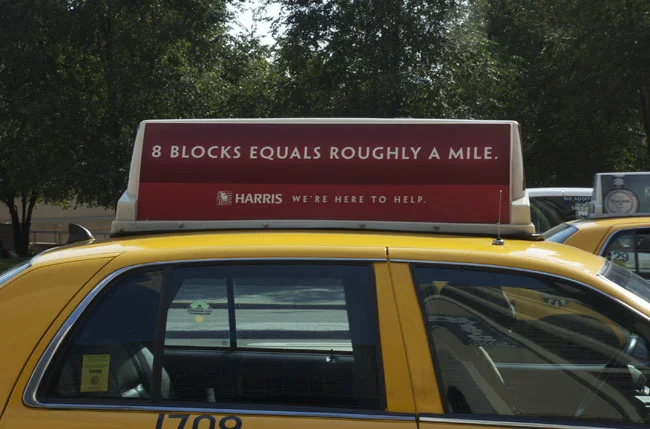 8 BLOCKS EQUALS ROUGHLY A MILE.
HARRIS WE'RE HERE TO HELP.
1708